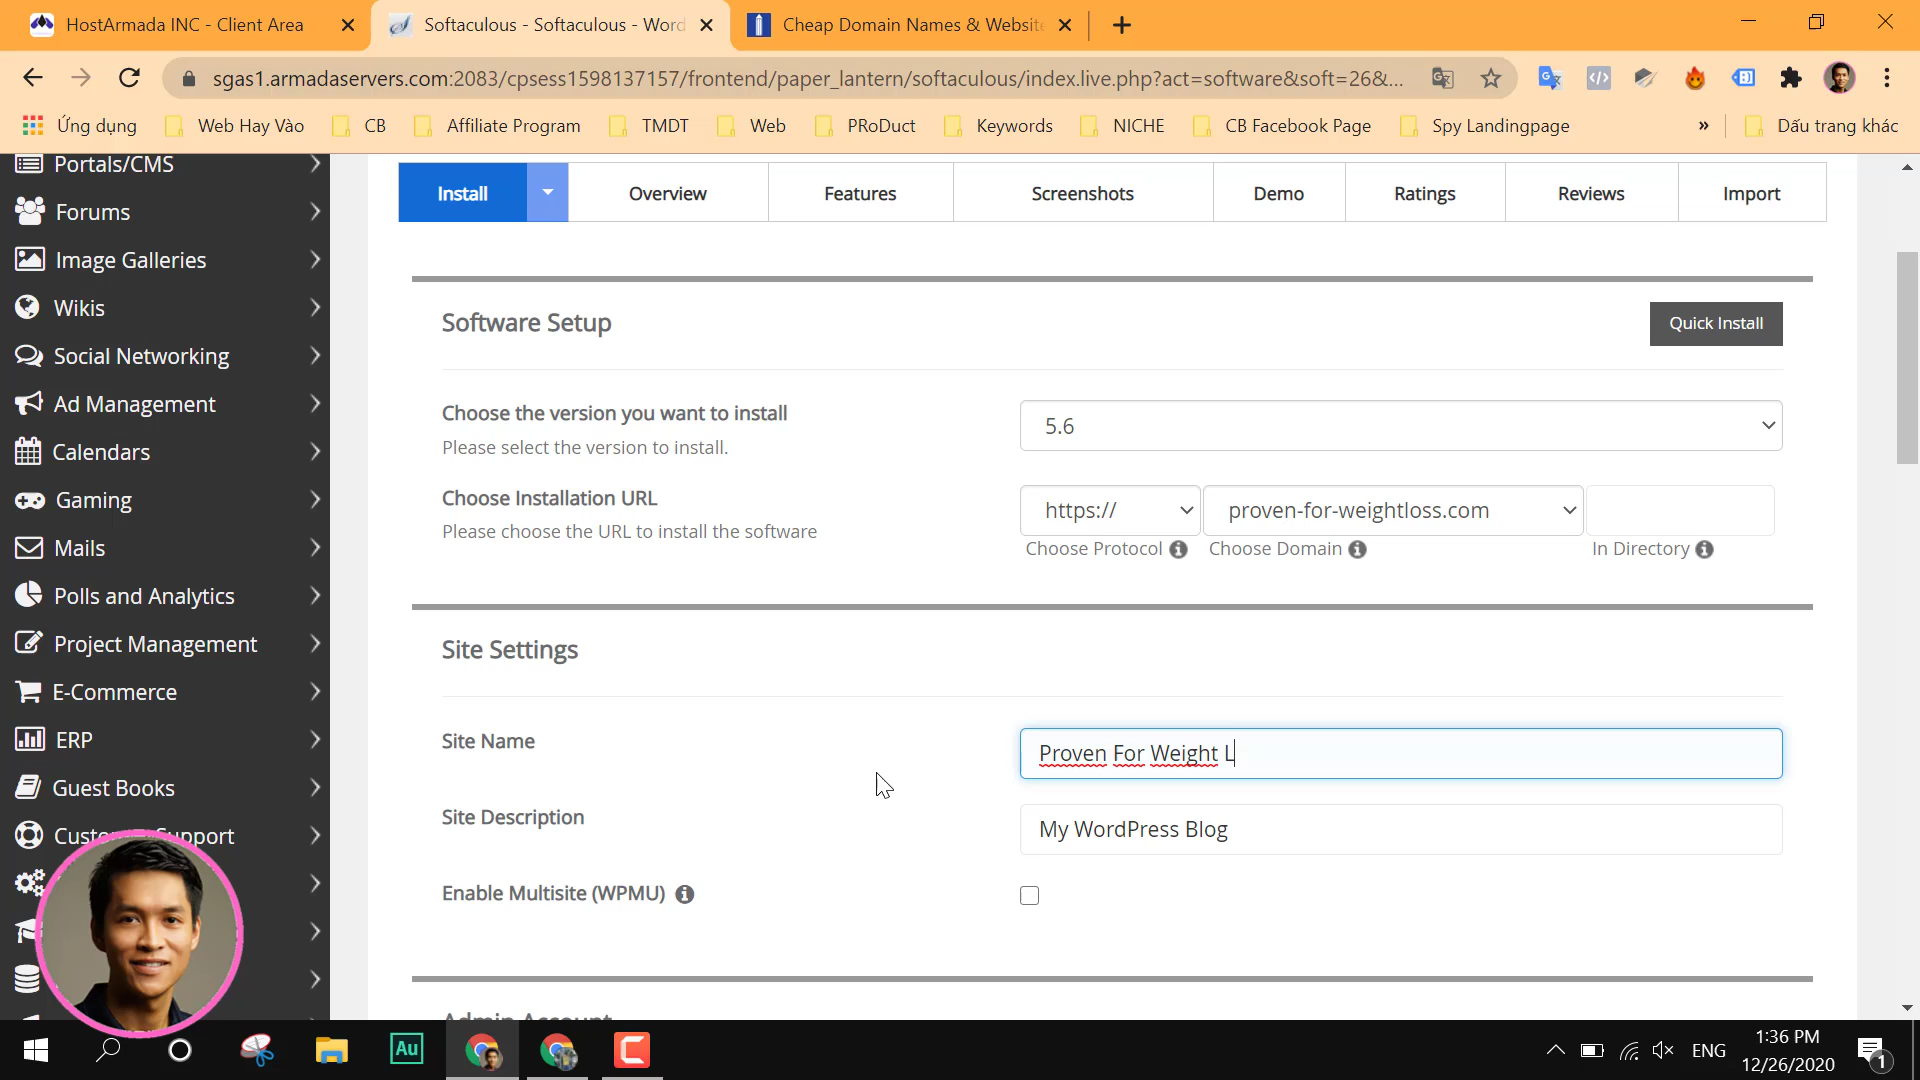 HostArmada INC - Client Area
Softaculous - Softaculous - Word
Cheap Domain Names & Website
sgas1.armadaservers.com:2083/cpsess1598137157/frontend/paper_lantern/softaculous/index.live.php?act=software&soft=26&...
Ứng dụng
Web Hay Vào
CB
Affiliate Program
TMDT
Web
PRoDuct
Keywords
NICHE
CB Facebook Page
Spy Landingpage
»
Dấu trang khác
Portals/CMS
Forums
Image Galleries
Wikis
Social Networking
Ad Management
Calendars
Gaming
Mails
Polls and Analytics
Project Management
E-Commerce
ERP
Guest Books
Support
Install
Overview
Features
Screenshots
Demo
Ratings
Reviews
Import
Software Setup
Quick Install
Choose the version you want to install
Please select the version to install.
5.6
Choose Installation URL
Please choose the URL to install the software
https://
proven-for-weightloss.com
Choose Protocol
Choose Domain
In Directory
Site Settings
Site Name
Proven For Weight L
Site Description
My WordPress Blog
Enable Multisite (WPMU)
Admin Account
Au
ENG
1:36 PM
12/26/2020
1